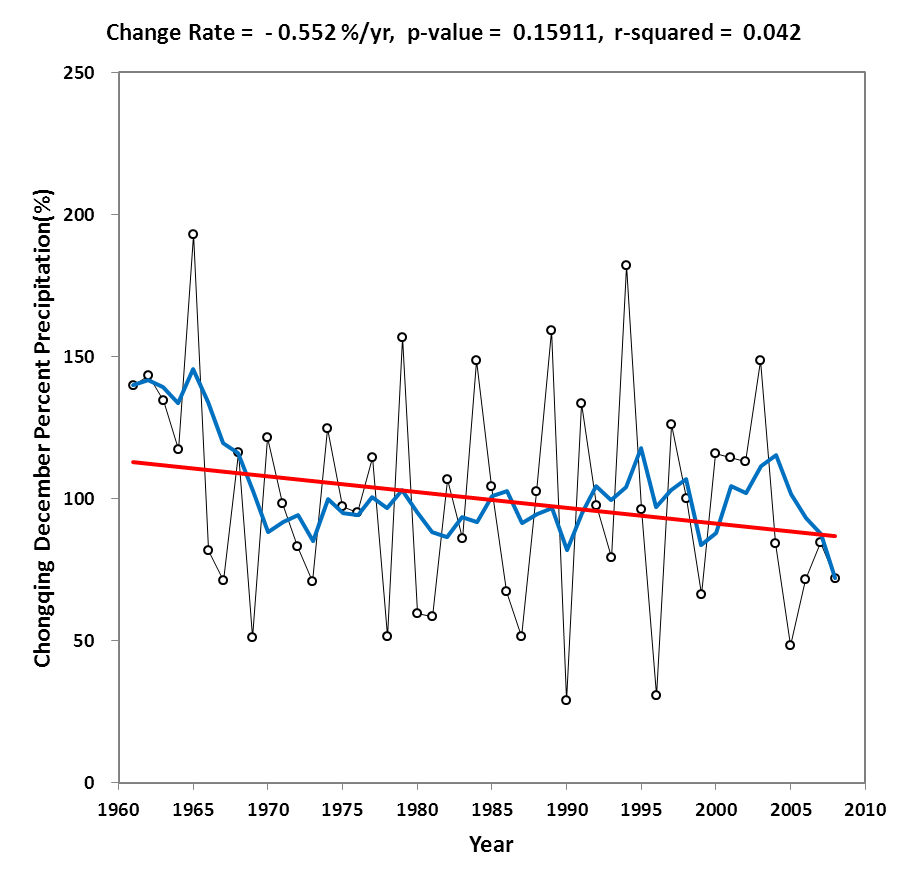 Change Rate = - 0.552 %/yr, p-value = 0.15911, r-squared = 0.042
250
200
150
100
50
0
Chongqing December Percent Precipitation(%)
1960 1965 1970 1975 1980 1985 1990 1995 2000 2005 2010
Year